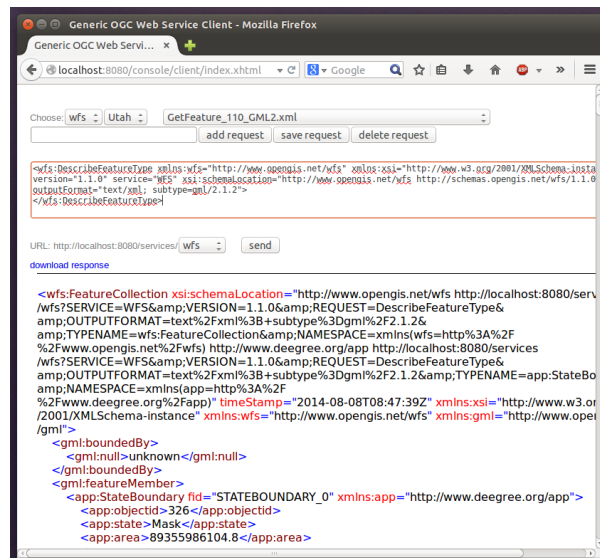 Generic OGC Web Service Client - Mozilla Firefox
Generic OGC Web Servi... ×
localhost:8080/console/client/index.xhtml Google ABP »
Choose: wfs Utah GetFeature_110_GML2.xml
add request save request delete request
<wfs:DescribeFeatureType xmlns:wfs="http://www.opengis.net/wfs" xmlns:xsi="http://www.w3.org/2001/XMLSchema-insta
version="1.1.0" service="WFS" xsi:schemaLocation="http://www.opengis.net/wfs http://schemas.opengis.net/wfs/1.1.0
outputFormat="text/xml; subtype=gml/2.1.2">
</wfs:DescribeFeatureType>
URL: http://localhost:8080/services/ wfs send
download response
<wfs:FeatureCollection xsi:schemaLocation="http://www.opengis.net/wfs http://localhost:8080/serv
/wfs?SERVICE=WFS&amp;VERSION=1.1.0&amp;REQUEST=DescribeFeatureType&
amp;OUTPUTFORMAT=text%2Fxml%3B+subtype%3Dgml%2F2.1.2&
amp;TYPENAME=wfs:FeatureCollection&amp;NAMESPACE=xmlns(wfs=http%3A%2F
%2Fwww.opengis.net%2Fwfs) http://www.deegree.org/app http://localhost:8080/services
/wfs?SERVICE=WFS&amp;VERSION=1.1.0&amp;REQUEST=DescribeFeatureType&
amp;OUTPUTFORMAT=text%2Fxml%3B+subtype%3Dgml%2F2.1.2&amp;TYPENAME=app:StateBo
amp;NAMESPACE=xmlns(app=http%3A%2F
%2Fwww.deegree.org%2Fapp)" timeStamp="2014-08-08T08:47:39Z" xmlns:xsi="http://www.w3.or
/2001/XMLSchema-instance" xmlns:wfs="http://www.opengis.net/wfs" xmlns:gml="http://www.open
/gml">
<gml:boundedBy>
<gml:null>unknown</gml:null>
</gml:boundedBy>
<gml:featureMember>
<app:StateBoundary fid="STATEBOUNDARY_0" xmlns:app="http://www.deegree.org/app">
<app:objectid>326</app:objectid>
<app:state>Mask</app:state>
<app:area>89355986104.8</app:area>